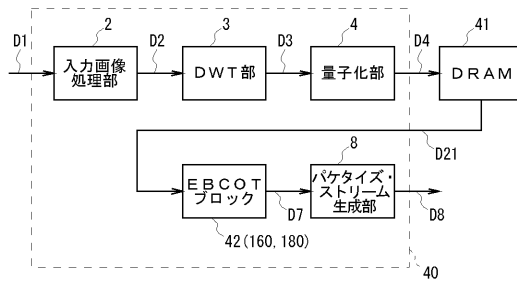 D1
2
入力画像
処理部
D2
3
DWT部
D3
4
量子化部
D4
41
DRAM
D21
EBCOT
ブロック
42(160, 180)
D7
8
パケタイズ・
ストリーム
生成部
D8
40